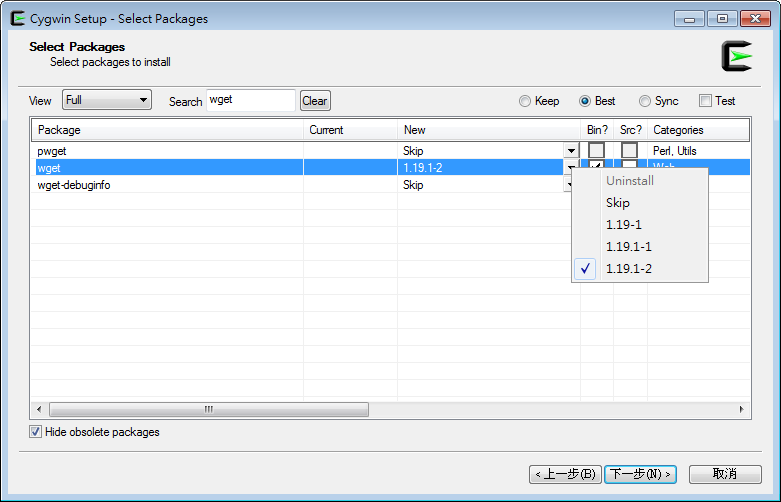 Cygwin Setup - Select Packages
Select Packages
Select packages to install
View Full Search wget Clear Keep Best Sync Test
Package Current New Bin? Src? Categories
pwget Skip Perl, Utils
wget 1.19.1-2
wget-debuginfo Skip
Uninstall
Skip
1.19-1
1.19.1-1
1.19.1-2
Hide obsolete packages
< 上一步(B) 下一步(N) > 取消